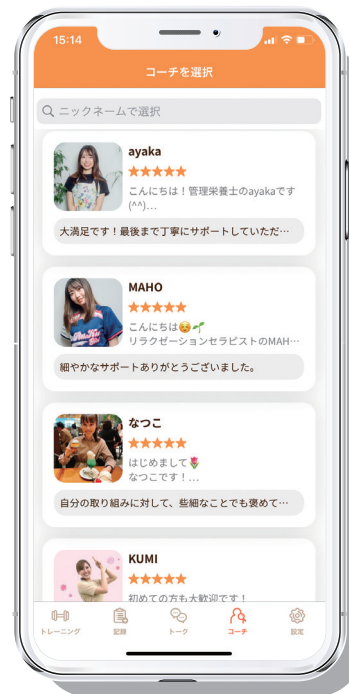 15:14
コーチを選択
ニックネームで選択
ayaka
こんにちは！管理栄養士のayakaです
(^^)...
大満足です！最後まで丁寧にサポートしていただ…
MAHO
こんにちは😌🌱
リラクゼーションセラピストのMAH…
細やかなサポートありがとうございました。
なつこ
はじめまして🌷
なつこです！...
自分の取り組みに対して、些細なことでも褒めて…
KUMI
初めての方も大歓迎です！
トレーニング
記録
トーク
コーチ
設定